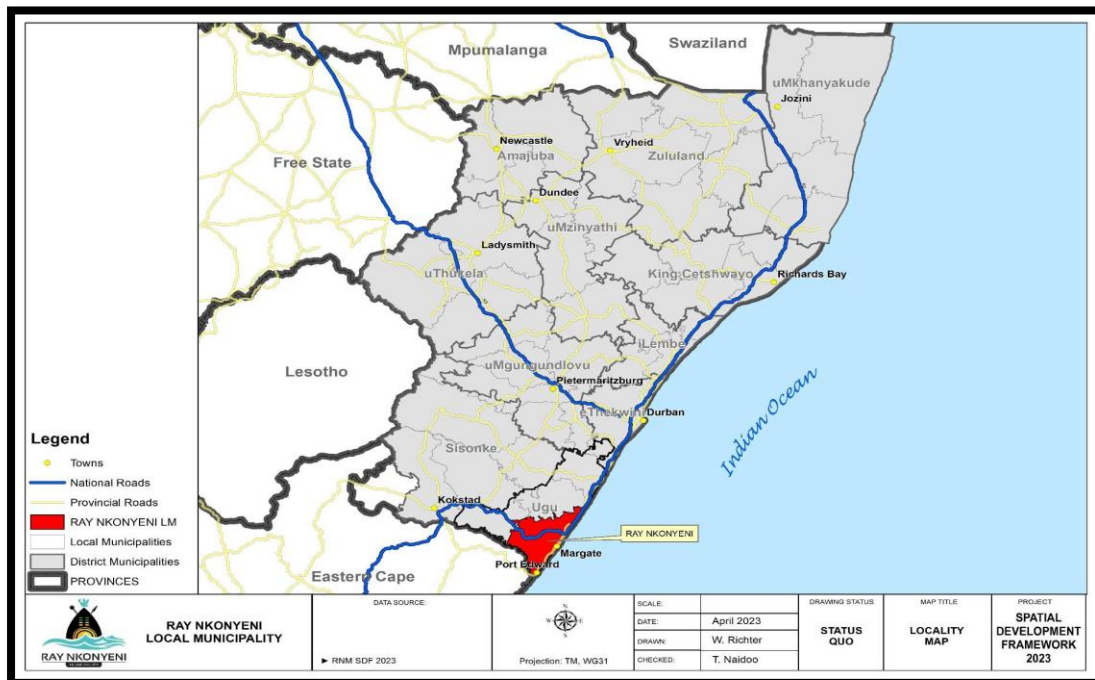 Mpumalanga
Swaziland
uMkhanyakude
Jozini
Newcastle
Amajuba
Vryheid
Zululand
Free State
Dundee
uMzinyathi
Ladysmith
uThukela
King Cetshwayo
Richards Bay
iLembe
Lesotho
uMgungundlovu
Pietermaritzburg
eThekwini
Durban
Indian Ocean
Sisonke
Kokstad
Ugu
RAY NKONYENI
Margate
Port Edward
Eastern Cape
Legend
Towns
National Roads
Provincial Roads
RAY NKONYENI LM
Local Municipalities
District Municipalities
PROVINCES
RAY NKONYENI
RAY NKONYENI
LOCAL MUNICIPALITY
DATA SOURCE:
► RNM SDF 2023
N
W
E
S
Projection: TM, WG31
SCALE:
DATE: April 2023
DRAWN: W. Richter
CHECKED: T. Naidoo
DRAWING STATUS
STATUS
QUO
MAP TITLE
LOCALITY
MAP
PROJECT
SPATIAL
DEVELOPMENT
FRAMEWORK
2023